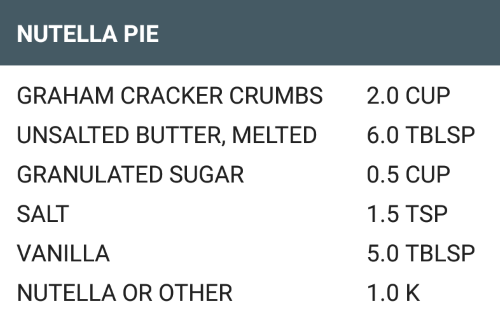 NUTELLA PIE
GRAHAM CRACKER CRUMBS 2.0 CUP
UNSALTED BUTTER, MELTED 6.0 TBLSP
GRANULATED SUGAR 0.5 CUP
SALT 1.5 TSP
VANILLA 5.0 TBLSP
NUTELLA OR OTHER 1.0 K